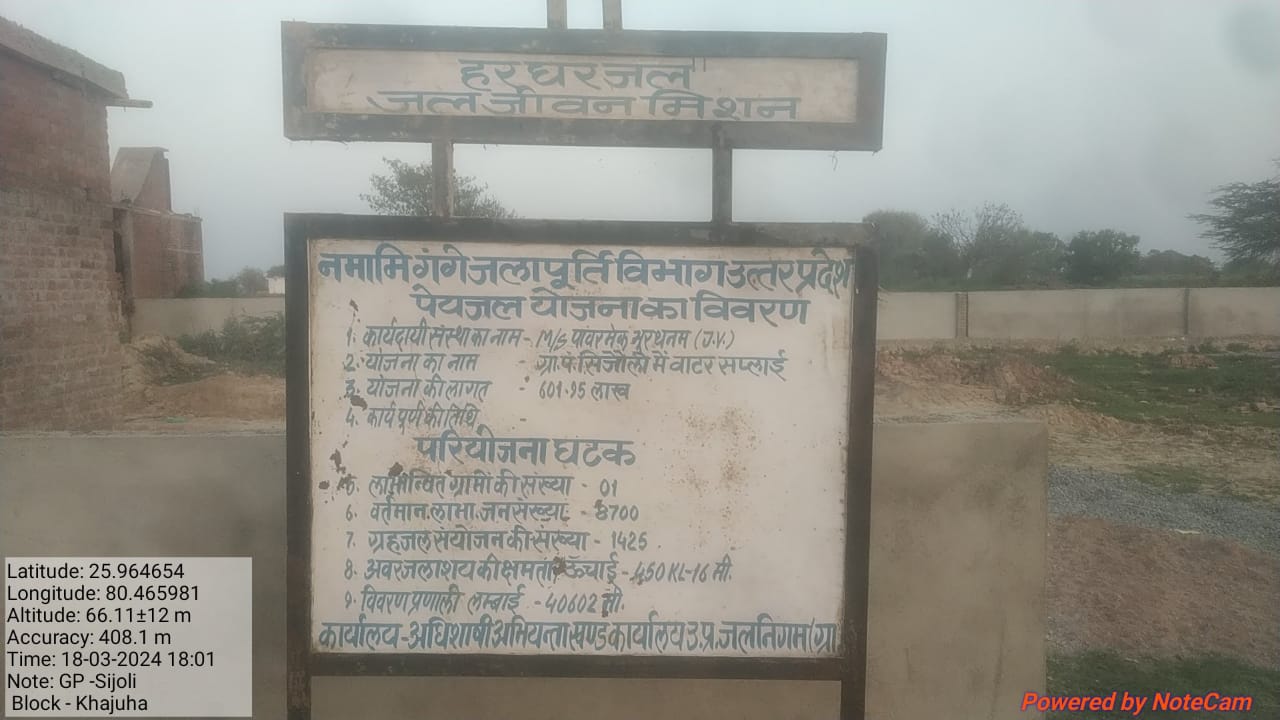 हर घर जल"
जल जीवन मिशन
नमामि गंगे जलापूर्ति विभाग उत्तर प्रदेश
पेयजल योजना का विवरण
1. कार्यदायी संस्था का नाम - M/S पावरमेक भूरथनम (J.V.)
2. योजना का नाम - ग्रा.पं. सिजौली में वाटर सप्लाई
3. योजना की लागत - 601.95 लाख
4. कार्य पूर्ण की तिथि -
परियोजना घटक
5. लाभान्वित ग्रामों की संख्या - 01
6. वर्तमान लाभा. जनसंख्या - 8700
7. ग्रहजल संयोजन की संख्या - 1425
8. अवरजलाशय की क्षमता ऊँचाई - 450 KL-16 मी.
9. विवरण प्रणाली लम्बाई - 40602 मी.
कार्यालय - अधिशाषी अभियन्ता खण्ड कार्यालय उ.प्र. जल निगम (ग्रा
Latitude: 25.964654
Longitude: 80.465981
Altitude: 66.11±12 m
Accuracy: 408.1 m
Time: 18-03-2024 18:01
Note: GP -Sijoli
Block - Khajuha
Powered by NoteCam